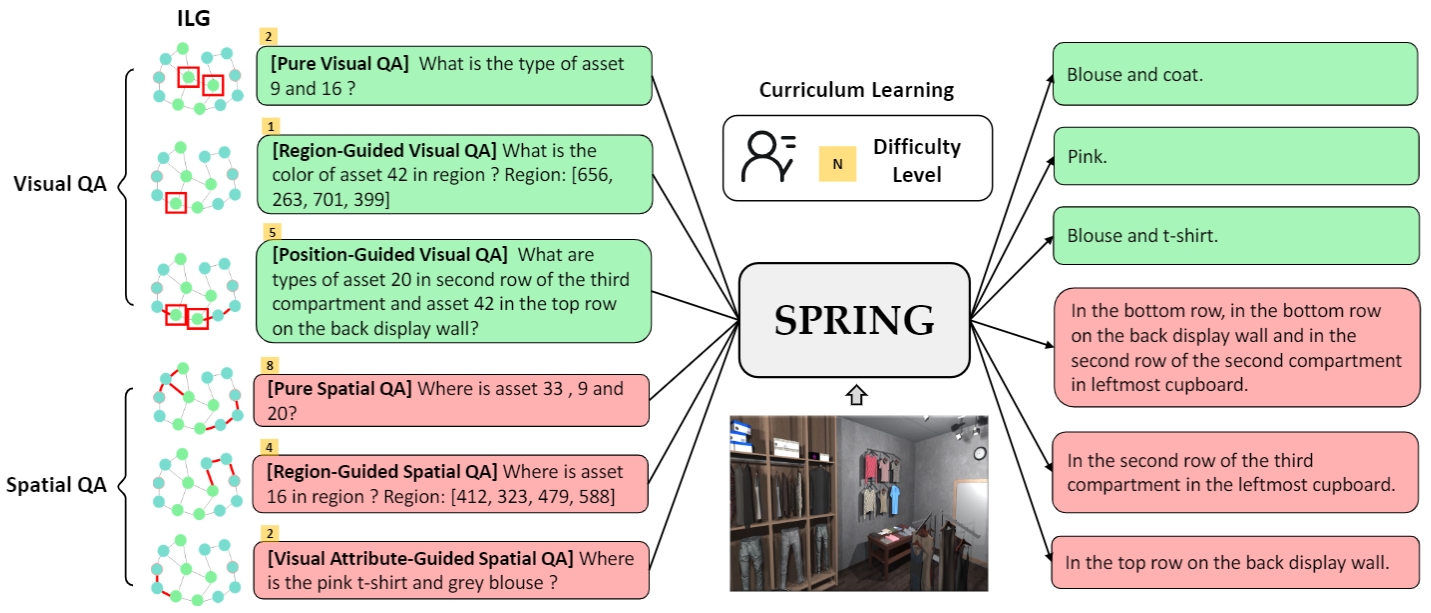 ILG
2
[Pure Visual QA] What is the type of asset
9 and 16 ?
1
[Region-Guided Visual QA] What is the
color of asset 42 in region ? Region: [656,
263, 701, 399]
Visual QA
5
[Position-Guided Visual QA] What are
types of asset 20 in second row of the third
compartment and asset 42 in the top row
on the back display wall?
8
[Pure Spatial QA] Where is asset 33 , 9 and
20?
4
[Region-Guided Spatial QA] Where is asset
16 in region ? Region: [412, 323, 479, 588]
Spatial QA
2
[Visual Attribute-Guided Spatial QA] Where
is the pink t-shirt and grey blouse ?
Curriculum Learning
N
Difficulty
Level
SPRING
Blouse and coat.
Pink.
Blouse and t-shirt.
In the bottom row, in the bottom row
on the back display wall and in the
second row of the second compartment
in leftmost cupboard.
In the second row of the third
compartment in the leftmost cupboard.
In the top row on the back display wall.